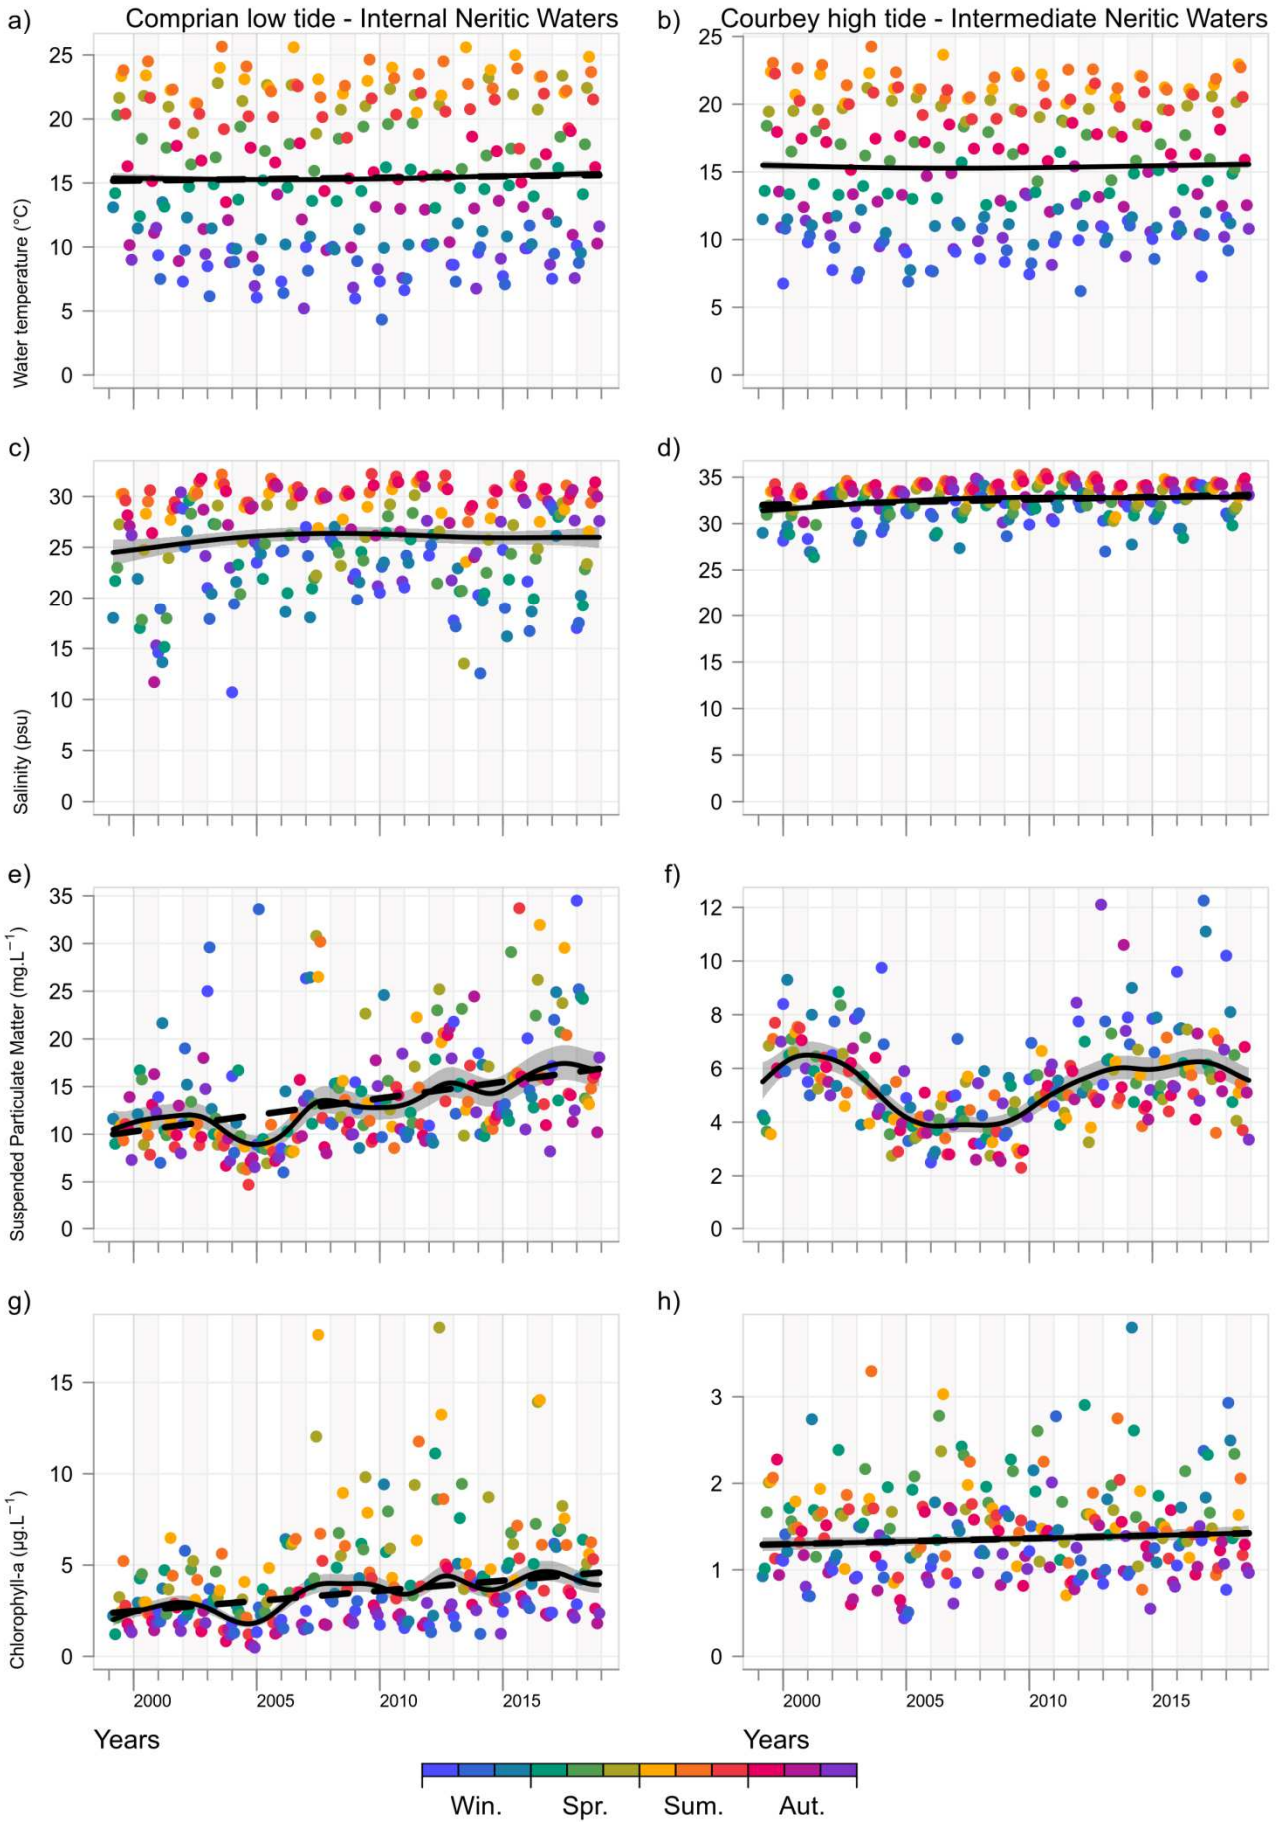 a) Comprian low tide - Internal Neritic Waters
b) Courbey high tide - Intermediate Neritic Waters
25
20
15
10
5
0
Water temperature (°C)
25
20
15
10
5
0
c)
30
25
20
15
10
5
0
Salinity (psu)
d)
35
30
25
20
15
10
5
0
e)
35
30
25
20
15
10
5
0
Suspended Particulate Matter (mg.L⁻¹)
f)
12
10
8
6
4
2
0
g)
15
10
5
0
Chlorophyll-a (µg.L⁻¹)
2000 2005 2010 2015
Years
h)
3
2
1
0
2000 2005 2010 2015
Years
Win. Spr. Sum. Aut.